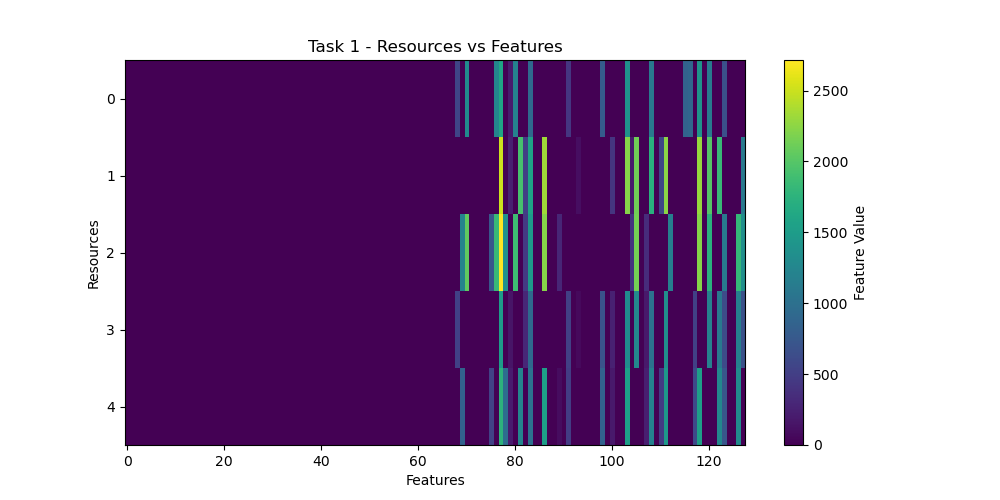 Task 1 - Resources vs Features
Resources
0
1
2
3
4
0 20 40 60 80 100 120
Features
2500
2000
1500
1000
500
0
Feature Value